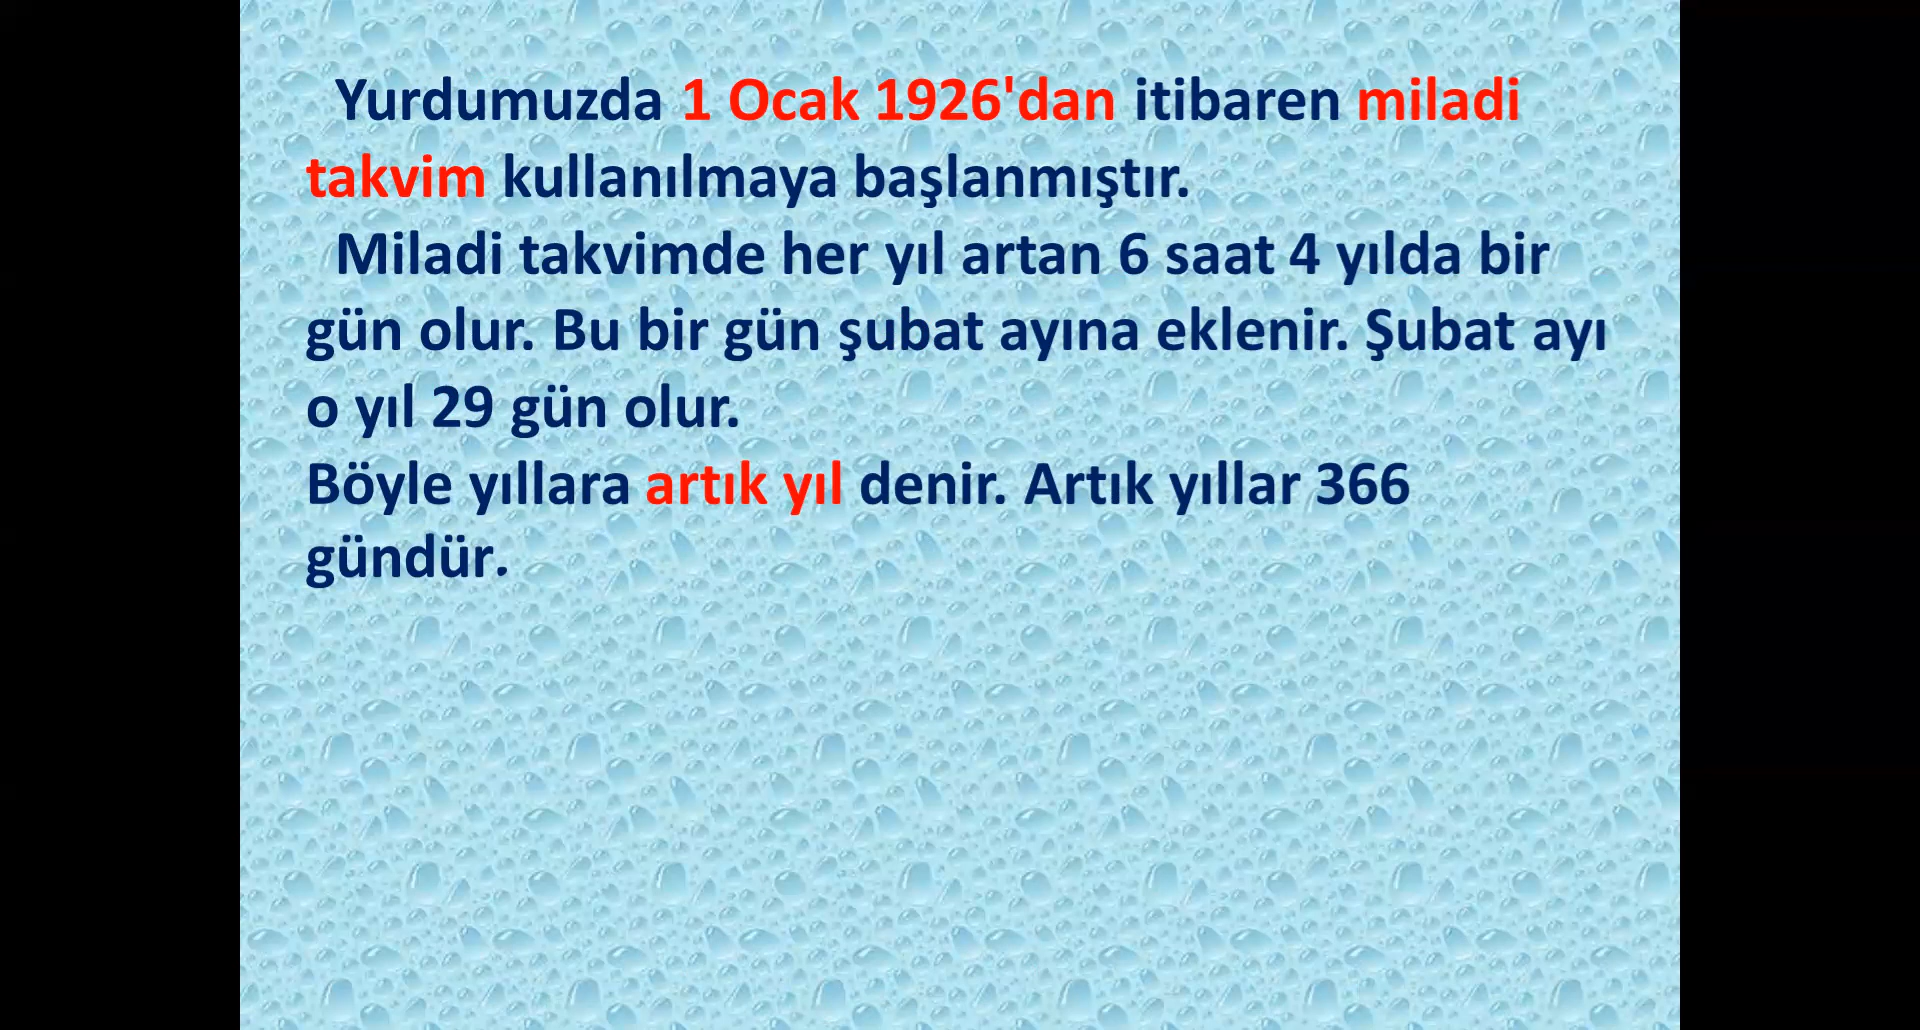 Yurdumuzda 1 Ocak 1926'dan itibaren miladi
takvim kullanılmaya başlanmıştır.
Miladi takvimde her yıl artan 6 saat 4 yılda bir
gün olur. Bu bir gün şubat ayına eklenir. Şubat ayı
o yıl 29 gün olur.
Böyle yıllara artık yıl denir. Artık yıllar 366
gündür.